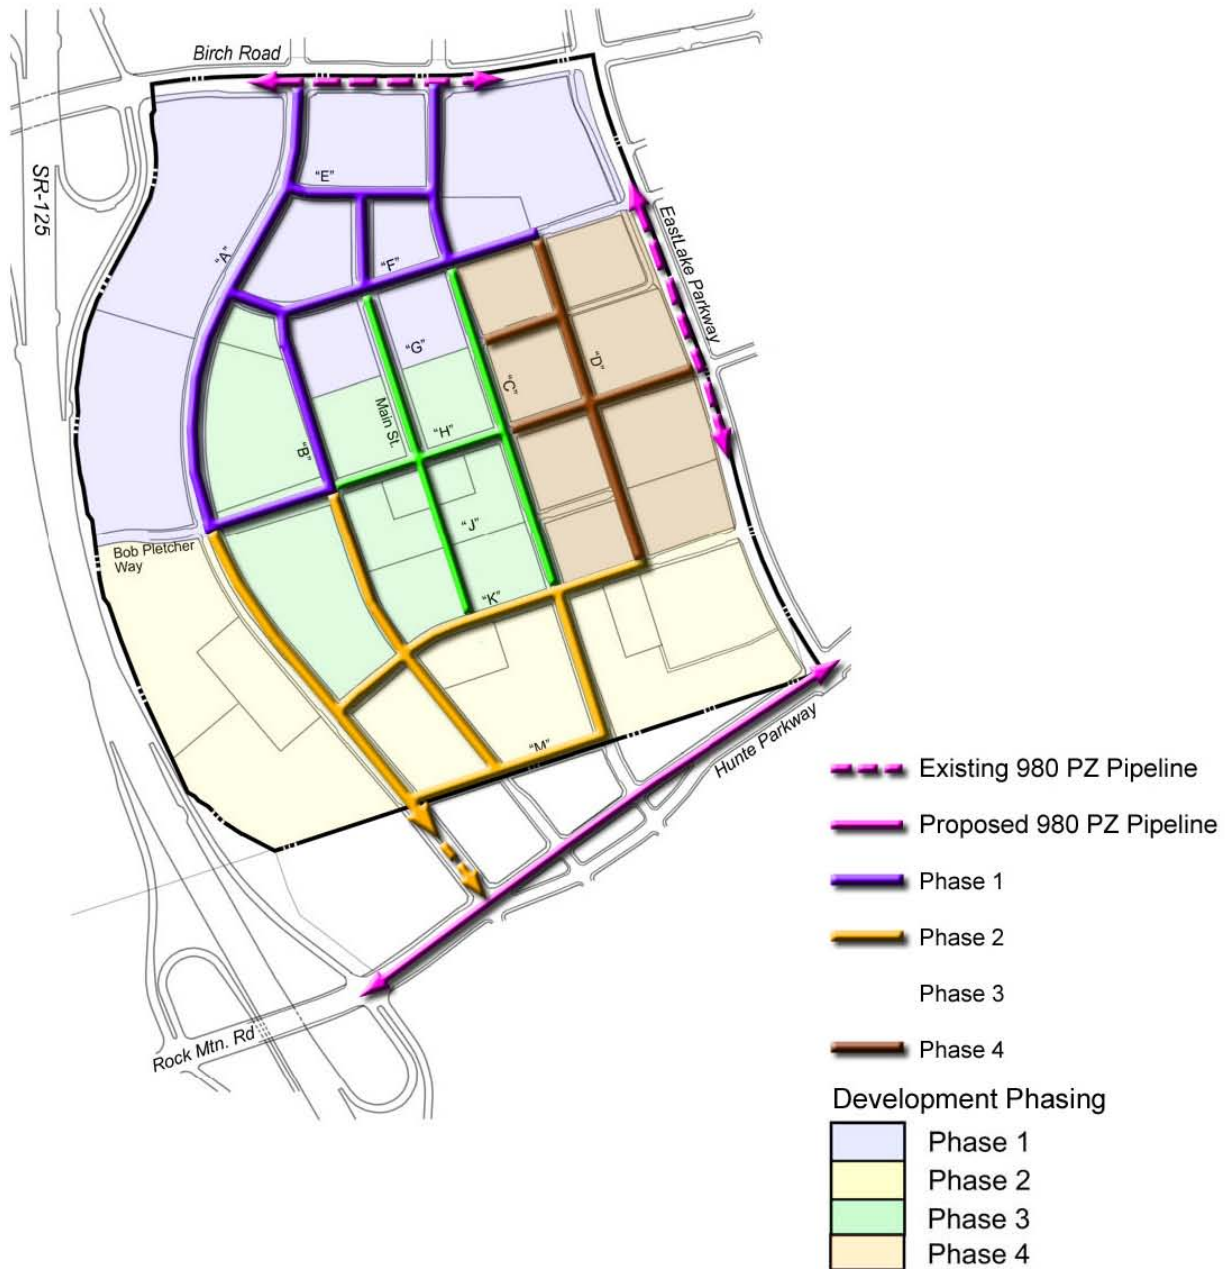 Birch Road
SR-125
"E"
"A"
EastLake Parkway
"F"
"G"
"D"
"C"
Main St.
"H"
"B"
"J"
Bob Pletcher
Way
"K"
"M"
Hunte Parkway
Rock Mtn. Rd
Existing 980 PZ Pipeline
Proposed 980 PZ Pipeline
Phase 1
Phase 2
Phase 3
Phase 4
Development Phasing
Phase 1
Phase 2
Phase 3
Phase 4